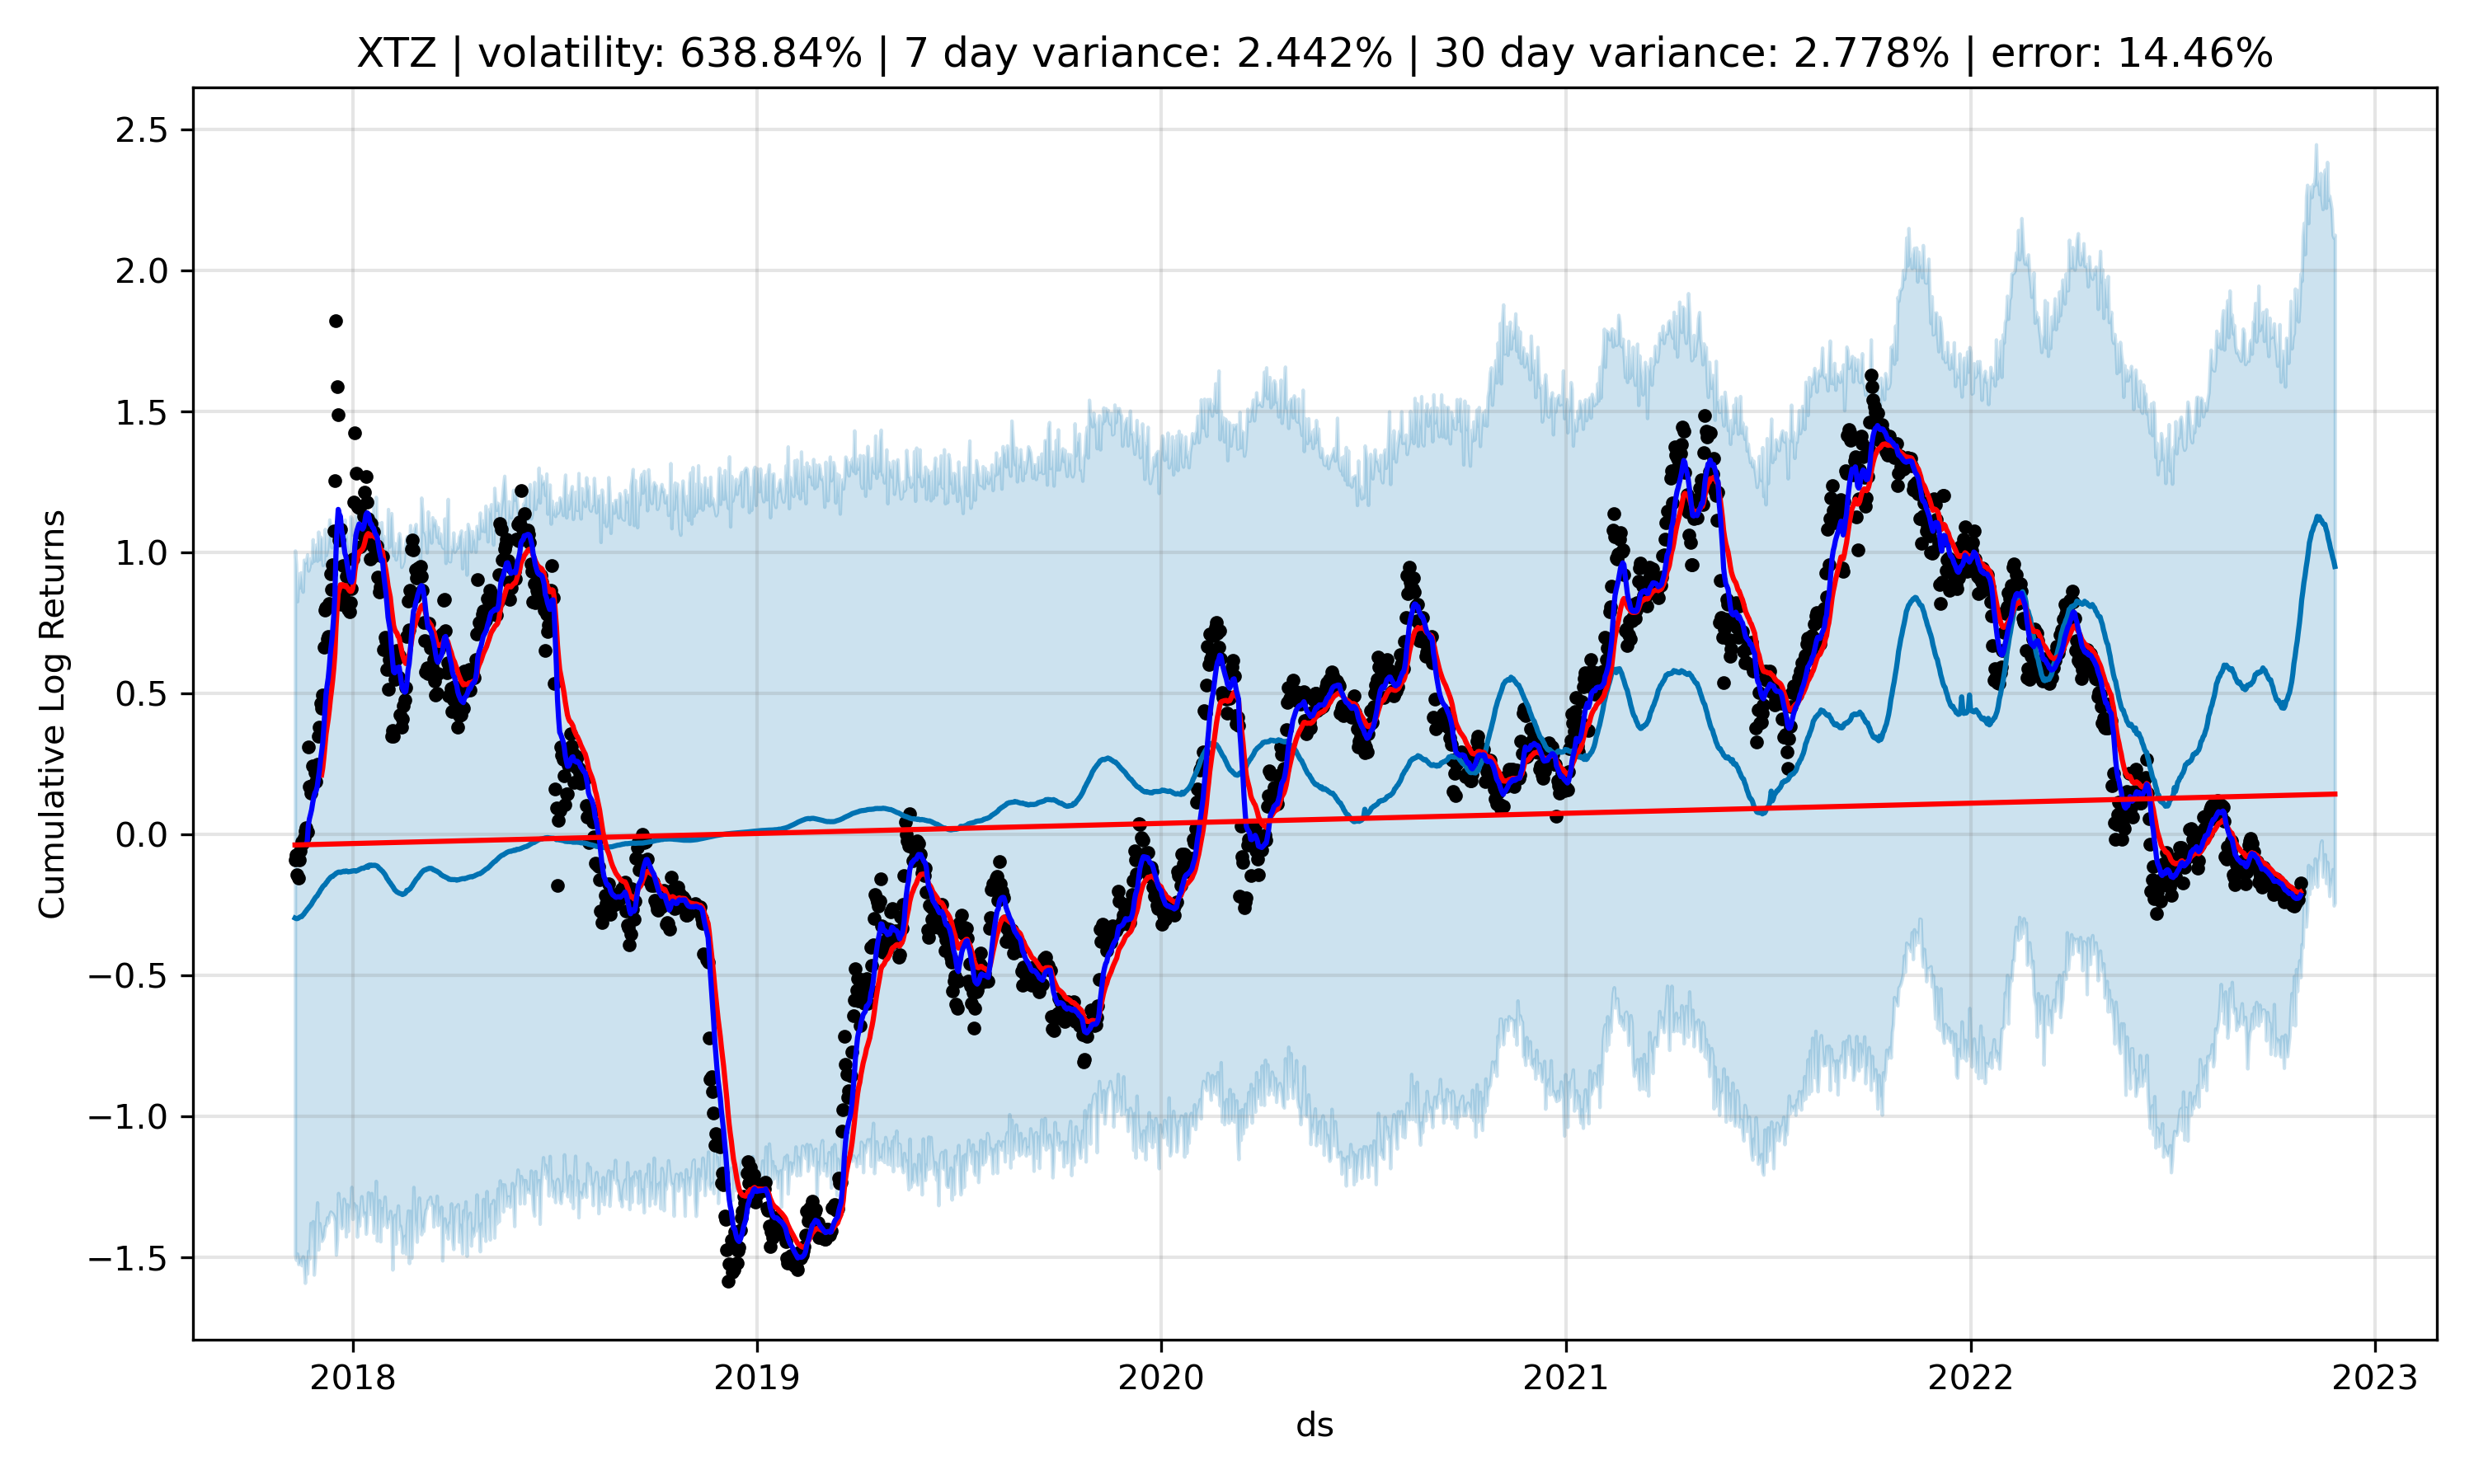 XTZ | volatility: 638.84% | 7 day variance: 2.442% | 30 day variance: 2.778% | error: 14.46%
2.5
2.0
1.5
1.0
0.5
0.0
−0.5
−1.0
−1.5
Cumulative Log Returns
2018 2019 2020 2021 2022 2023
ds